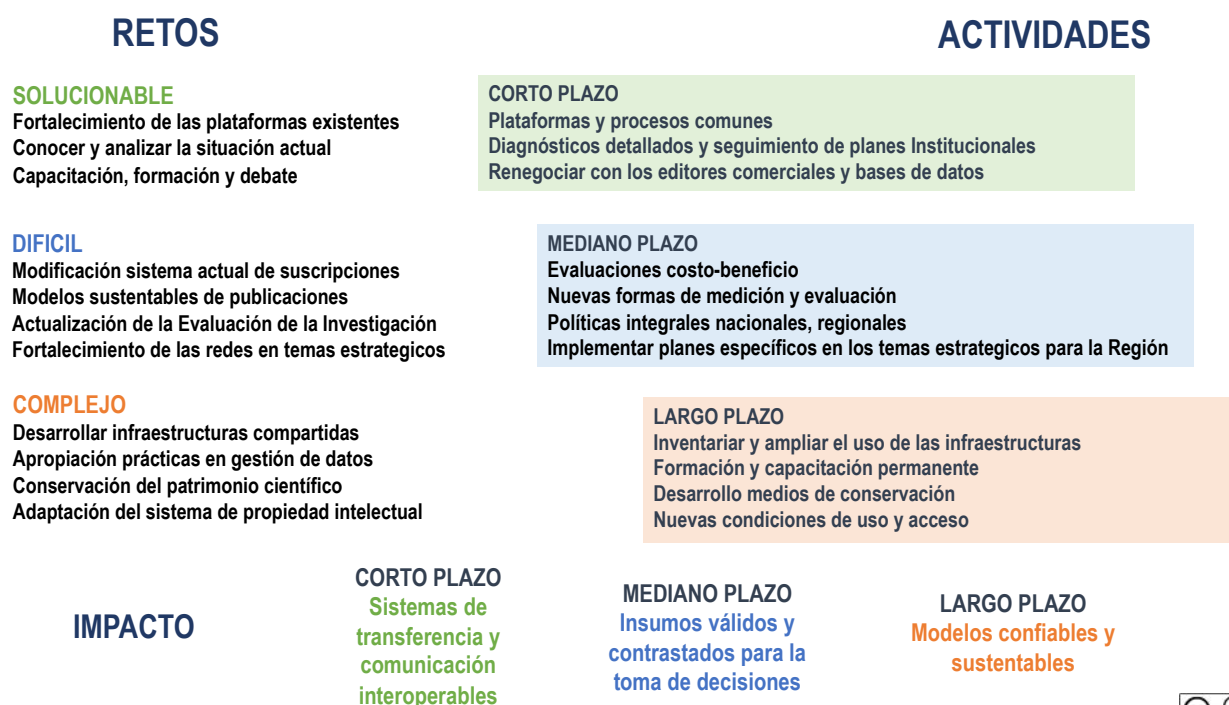 RETOS
ACTIVIDADES
SOLUCIONABLE
Fortalecimiento de las plataformas existentes
Conocer y analizar la situación actual
Capacitación, formación y debate
CORTO PLAZO
Plataformas y procesos comunes
Diagnósticos detallados y seguimiento de planes Institucionales
Renegociar con los editores comerciales y bases de datos
DIFICIL
Modificación sistema actual de suscripciones
Modelos sustentables de publicaciones
Actualización de la Evaluación de la Investigación
Fortalecimiento de las redes en temas estrategicos
MEDIANO PLAZO
Evaluaciones costo-beneficio
Nuevas formas de medición y evaluación
Políticas integrales nacionales, regionales
Implementar planes específicos en los temas estrategicos para la Región
COMPLEJO
Desarrollar infraestructuras compartidas
Apropiación prácticas en gestión de datos
Conservación del patrimonio científico
Adaptación del sistema de propiedad intelectual
LARGO PLAZO
Inventariar y ampliar el uso de las infraestructuras
Formación y capacitación permanente
Desarrollo medios de conservación
Nuevas condiciones de uso y acceso
IMPACTO
CORTO PLAZO
Sistemas de
transferencia y
comunicación
interoperables
MEDIANO PLAZO
Insumos válidos y
contrastados para la
toma de decisiones
LARGO PLAZO
Modelos confiables y
sustentables